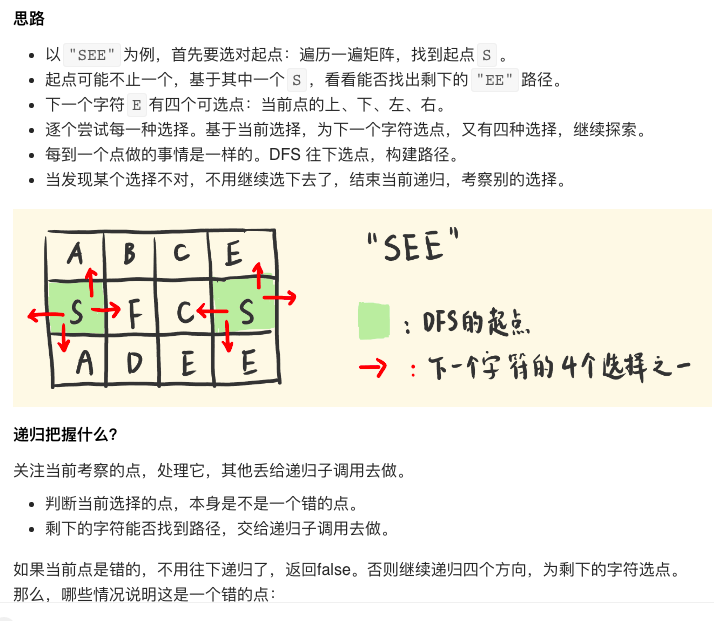 思路
以 "SEE" 为例，首先要选对起点：遍历一遍矩阵，找到起点 S 。
起点可能不止一个，基于其中一个 S ，看看能否找出剩下的 "EE" 路径。
下一个字符 E 有四个可选点：当前点的上、下、左、右。
逐个尝试每一种选择。基于当前选择，为下一个字符选点，又有四种选择，继续探索。
每到一个点做的事情是一样的。DFS 往下选点，构建路径。
当发现某个选择不对，不用继续选下去了，结束当前递归，考察别的选择。
A B C E
S F C S
A D E E
"SEE"
：DFS的起点
：下一个字符的4个选择之一
递归把握什么?
关注当前考察的点，处理它，其他丢给递归子调用去做。
判断当前选择的点，本身是不是一个错的点。
剩下的字符能否找到路径，交给递归子调用去做。
如果当前点是错的，不用往下递归了，返回false。否则继续递归四个方向，为剩下的字符选点。
那么，哪些情况说明这是一个错的点：